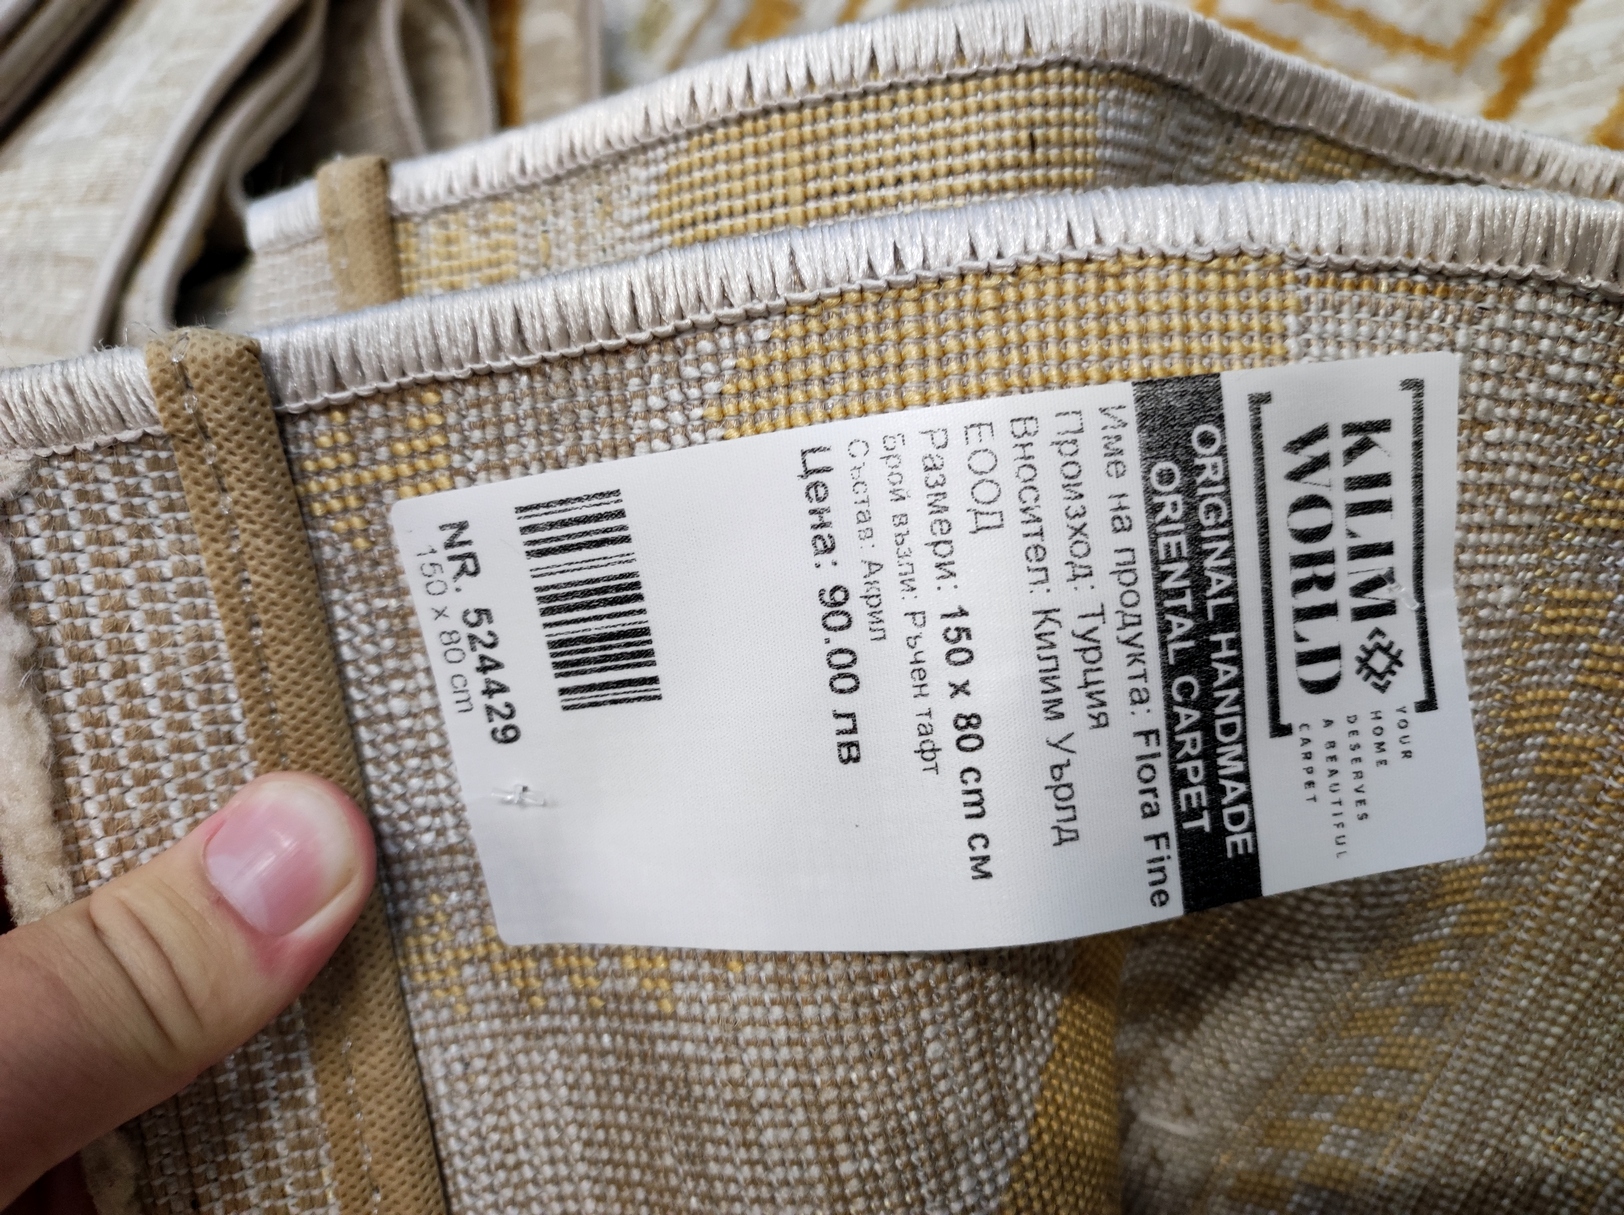 KILIM
WORLD
YOUR
HOME
DESERVES
A BEAUTIFUL
CARPET
ORIGINAL HANDMADE
ORIENTAL CARPET
Име на продукта: Flora Fine
Произход: Турция
Вносител: Килим Уърлд
ЕООД
Размери: 150 x 80 cm см
Брой възли: Ръчен тафт
Състав: Акрил
Цена: 90.00 лв
NR. 524429
150 x 80 cm